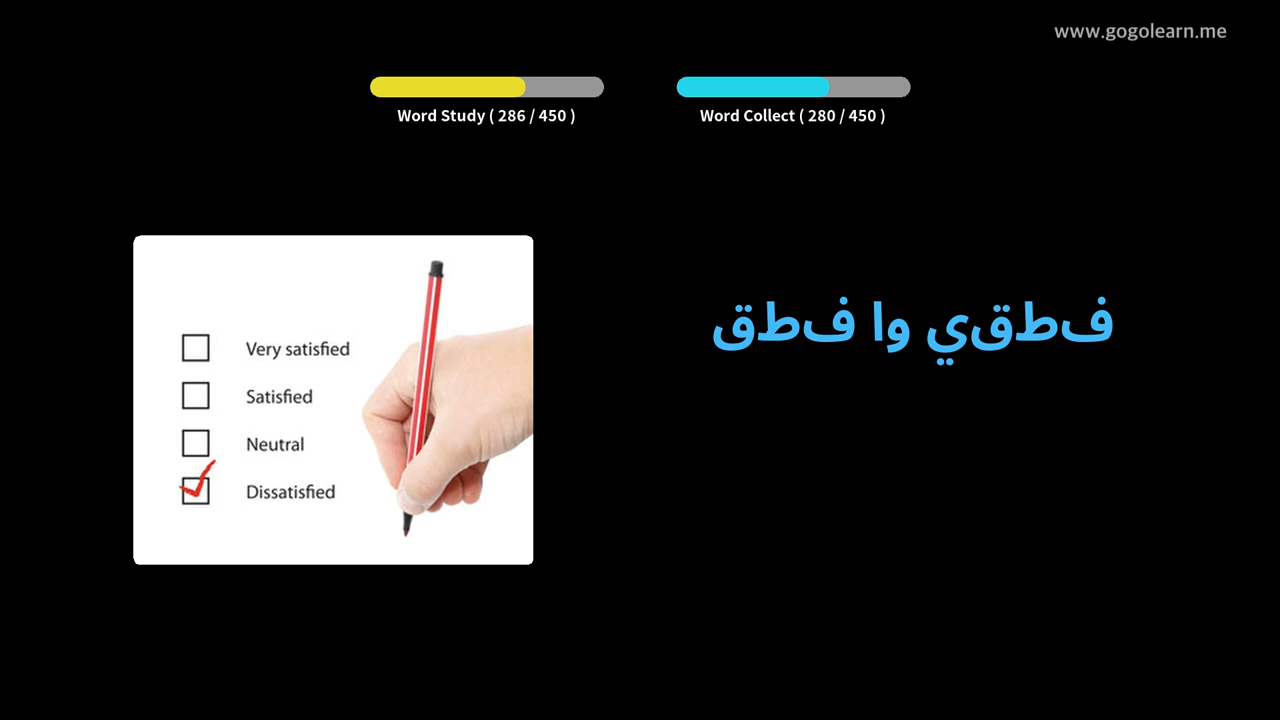 www.gogolearn.me
Word Study ( 286 / 450 )
Word Collect ( 280 / 450 )
فطقي وا فطق
Very satisfied
Satisfied
Neutral
Dissatisfied